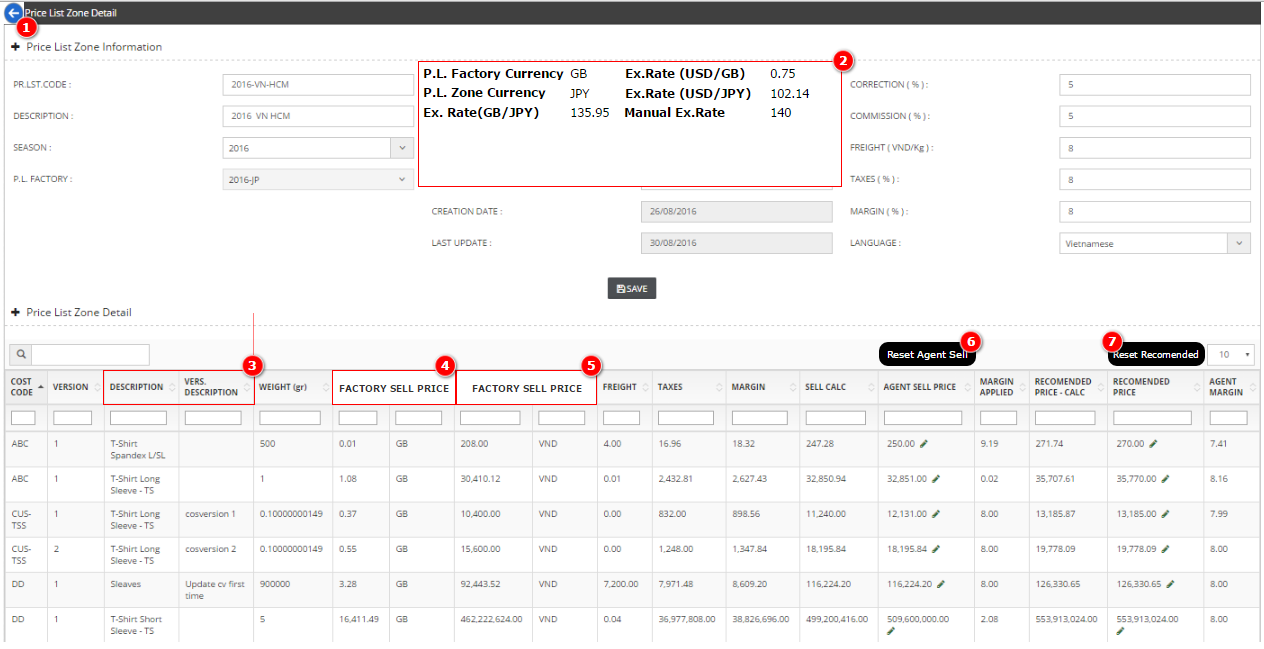 Price List Zone Detail
1
Price List Zone Information
2
PR.LST.CODE :
2016-VN-HCM
P.L. Factory Currency GB Ex.Rate (USD/GB) 0.75
CORRECTION ( % ) :
5
P.L. Zone Currency JPY Ex.Rate (USD/JPY) 102.14
DESCRIPTION :
2016 VN HCM
Ex. Rate(GB/JPY) 135.95 Manual Ex.Rate 140
COMMISSION ( % ) :
5
SEASON :
2016
FREIGHT ( VND/Kg ) :
8
P.L. FACTORY :
2016-JP
TAXES ( % ) :
8
CREATION DATE :
26/08/2016
MARGIN ( % ) :
8
LAST UPDATE :
30/08/2016
LANGUAGE :
Vietnamese
SAVE
Price List Zone Detail
6
7
Reset Agent Sell
Reset Recomended
10
3
4
5
COST CODE VERSION DESCRIPTION VERS. DESCRIPTION WEIGHT (gr) FACTORY SELL PRICE FACTORY SELL PRICE FREIGHT TAXES MARGIN SELL CALC AGENT SELL PRICE MARGIN APPLIED RECOMENDED PRICE - CALC RECOMENDED PRICE AGENT MARGIN
ABC 1 T-Shirt Spandex L/SL 500 0.01 GB 208.00 VND 4.00 16.96 18.32 247.28 250.00 9.19 271.74 270.00 7.41
ABC 1 T-Shirt Long Sleeve - TS 1 1.08 GB 30,410.12 VND 0.01 2,432.81 2,627.43 32,850.94 32,851.00 0.02 35,707.61 35,770.00 8.16
CUS-TSS 1 T-Shirt Long Sleeve - TS cosversion 1 0.10000000149 0.37 GB 10,400.00 VND 0.00 832.00 898.56 11,240.00 12,131.00 8.00 13,185.87 13,185.00 7.99
CUS-TSS 2 T-Shirt Long Sleeve - TS cosversion 2 0.10000000149 0.55 GB 15,600.00 VND 0.00 1,248.00 1,347.84 18,195.84 18,195.84 8.00 19,778.09 19,778.09 8.00
DD 1 Sleaves Update cv first time 900000 3.28 GB 92,443.52 VND 7,200.00 7,971.48 8,609.20 116,224.20 116,224.20 8.00 126,330.65 126,330.65 8.00
DD 1 T-Shirt Short Sleeve - TS 5 16,411.49 GB 462,222,624.00 VND 0.04 36,977,808.00 38,826,696.00 499,200,416.00 509,600,000.00 2.08 553,913,024.00 553,913,024.00 8.00